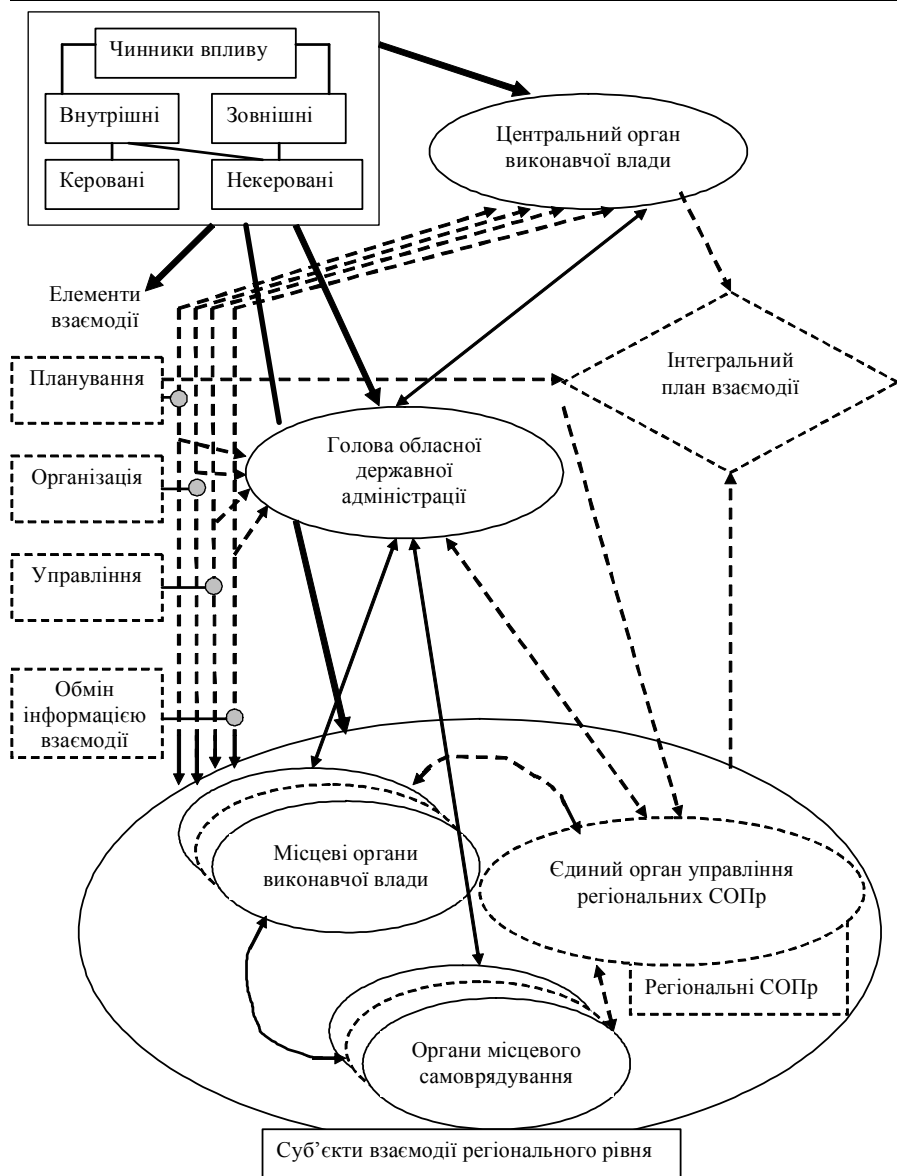 Чинники впливу
Внутрішні
Зовнішні
Керовані
Некеровані
Центральний орган
виконавчої влади
Елементи
взаємодії
Планування
Інтегральний
план взаємодії
Голова обласної
державної
адміністрації
Організація
Управління
Обмін
інформацією
взаємодії
Місцеві органи
виконавчої влади
Єдиний орган управління
регіональних СОПр
Регіональні СОПр
Органи місцевого
самоврядування
Суб’єкти взаємодії регіонального рівня